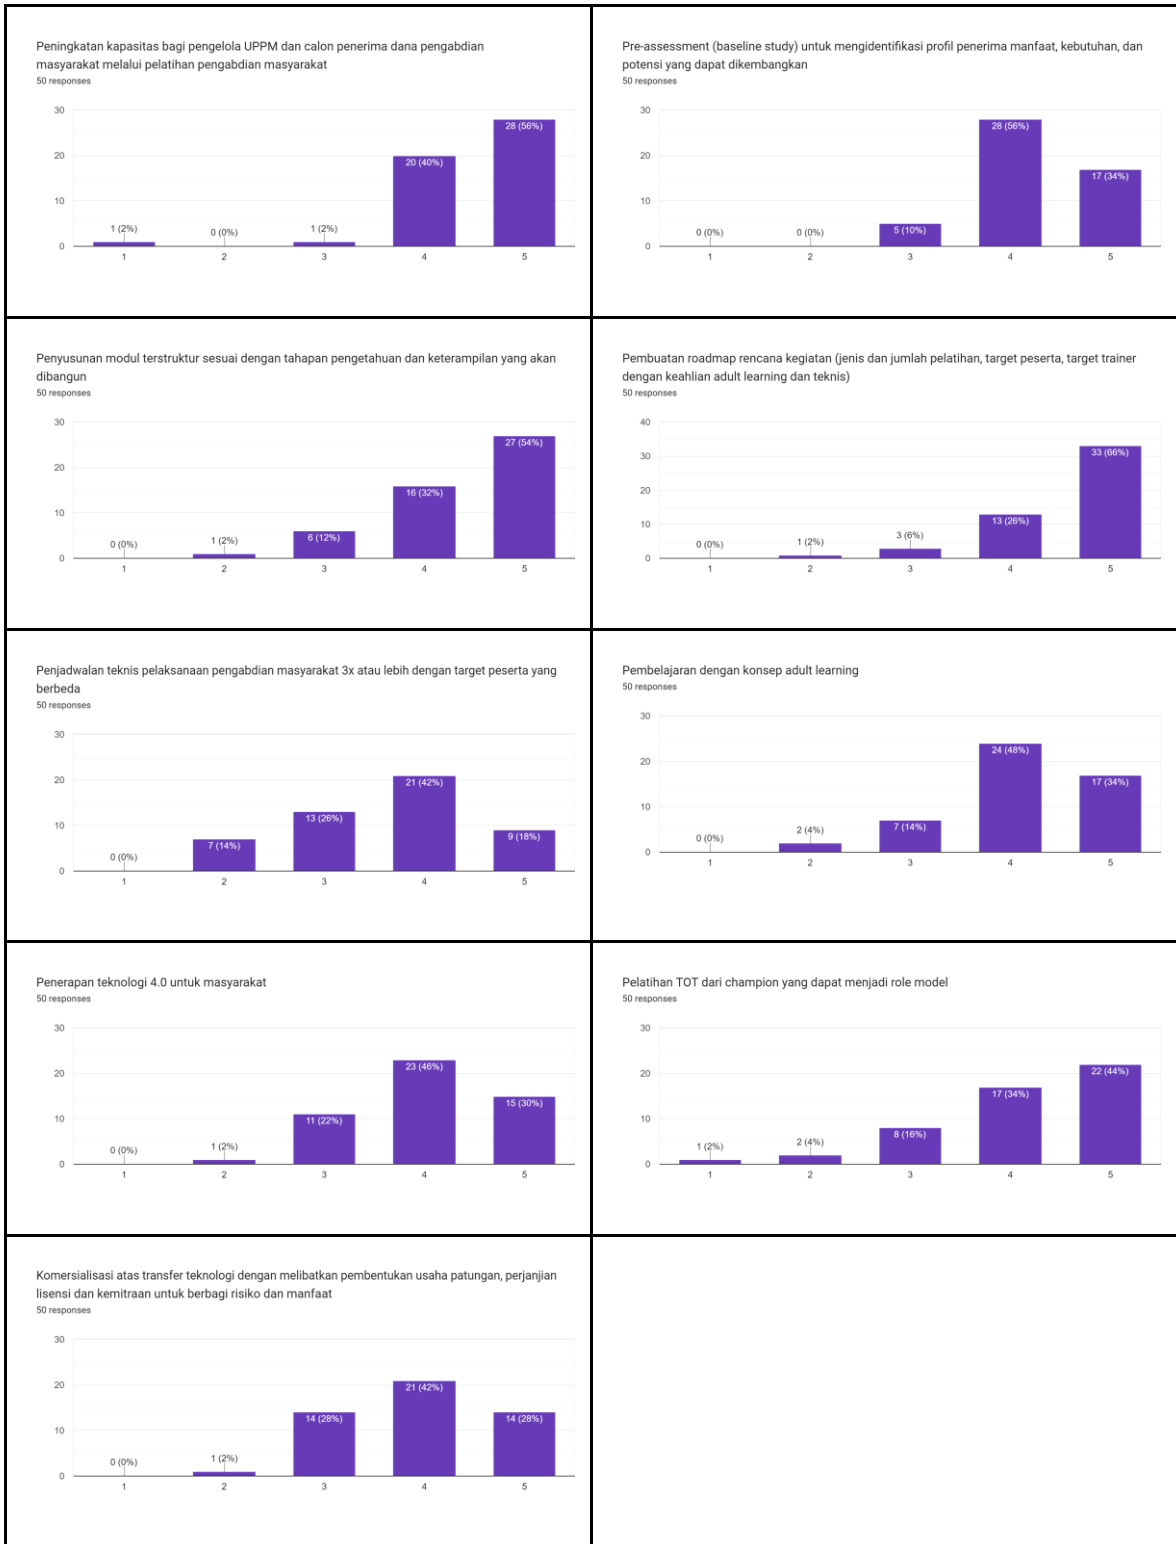 Peningkatan kapasitas bagi pengelola UPPM dan calon penerima dana pengabdian
masyarakat melalui pelatihan pengabdian masyarakat
50 responses
30
20
10
0
1 (2%)
0 (0%)
1 (2%)
20 (40%)
28 (56%)
1 2 3 4 5
Pre-assessment (baseline study) untuk mengidentifikasi profil penerima manfaat, kebutuhan, dan
potensi yang dapat dikembangkan
50 responses
30
20
10
0
0 (0%)
0 (0%)
5 (10%)
28 (56%)
17 (34%)
1 2 3 4 5
Penyusunan modul terstruktur sesuai dengan tahapan pengetahuan dan keterampilan yang akan
dibangun
50 responses
30
20
10
0
0 (0%)
1 (2%)
6 (12%)
16 (32%)
27 (54%)
1 2 3 4 5
Pembuatan roadmap rencana kegiatan (jenis dan jumlah pelatihan, target peserta, target trainer
dengan keahlian adult learning dan teknis)
50 responses
40
30
20
10
0
0 (0%)
1 (2%)
3 (6%)
13 (26%)
33 (66%)
1 2 3 4 5
Penjadwalan teknis pelaksanaan pengabdian masyarakat 3x atau lebih dengan target peserta yang
berbeda
50 responses
30
20
10
0
0 (0%)
7 (14%)
13 (26%)
21 (42%)
9 (18%)
1 2 3 4 5
Pembelajaran dengan konsep adult learning
50 responses
30
20
10
0
0 (0%)
2 (4%)
7 (14%)
24 (48%)
17 (34%)
1 2 3 4 5
Penerapan teknologi 4.0 untuk masyarakat
50 responses
30
20
10
0
0 (0%)
1 (2%)
11 (22%)
23 (46%)
15 (30%)
1 2 3 4 5
Pelatihan TOT dari champion yang dapat menjadi role model
50 responses
30
20
10
0
1 (2%)
2 (4%)
8 (16%)
17 (34%)
22 (44%)
1 2 3 4 5
Komersialisasi atas transfer teknologi dengan melibatkan pembentukan usaha patungan, perjanjian
lisensi dan kemitraan untuk berbagi risiko dan manfaat
50 responses
30
20
10
0
0 (0%)
1 (2%)
14 (28%)
21 (42%)
14 (28%)
1 2 3 4 5